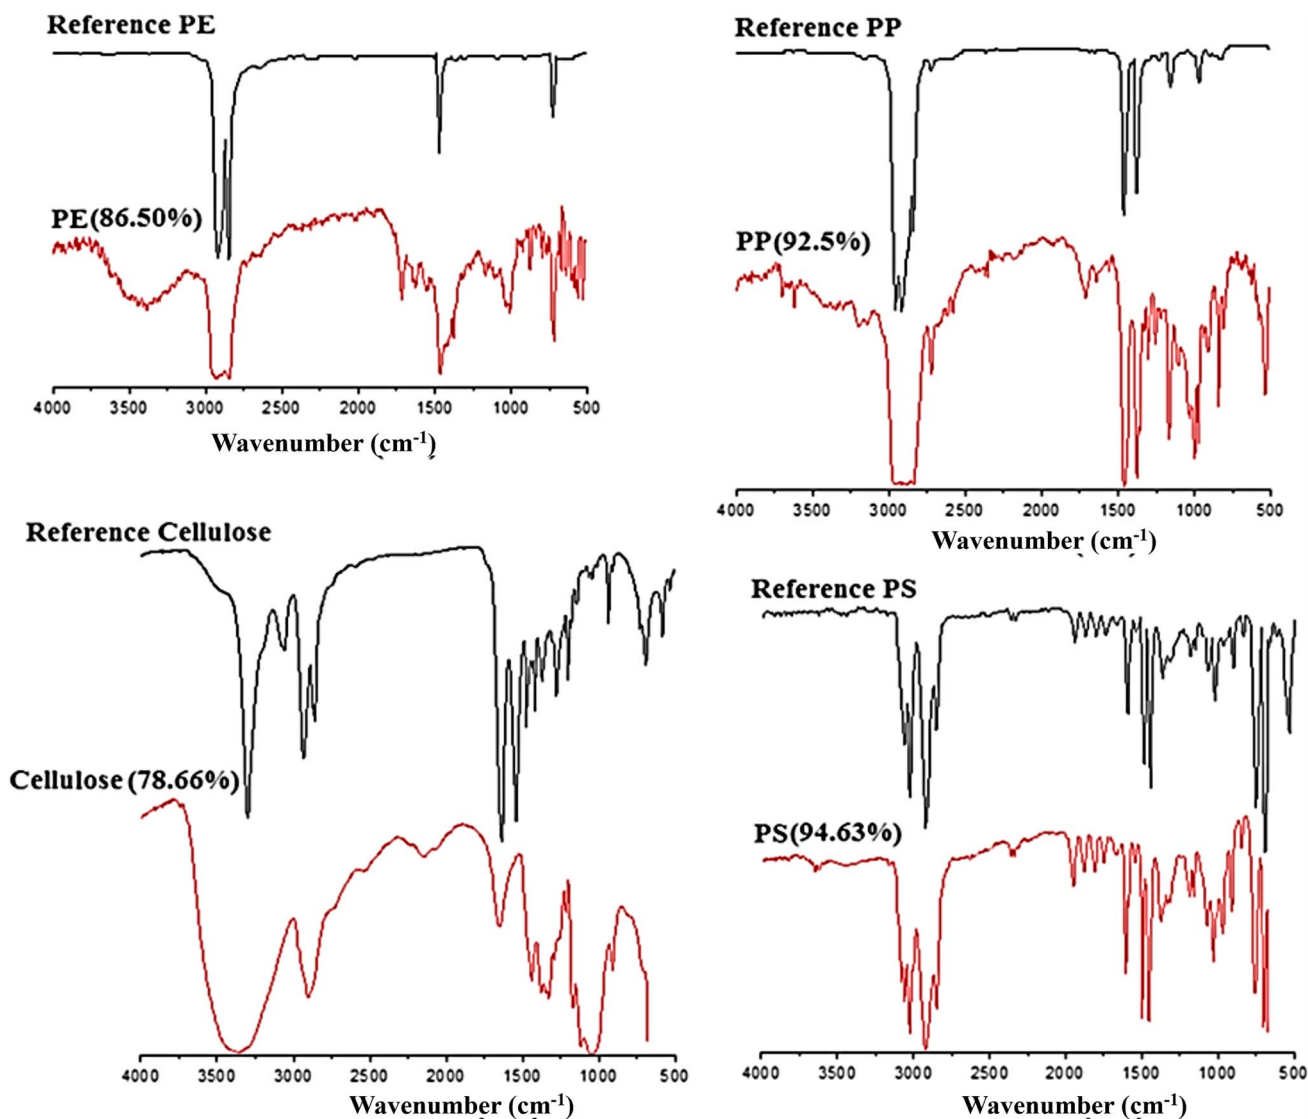 Reference PE
PE(86.50%)
4000 3500 3000 2500 2000 1500 1000 500
Wavenumber (cm-1)
Reference PP
PP(92.5%)
4000 3500 3000 2500 2000 1500 1000 500
Wavenumber (cm-1)
Reference Cellulose
Cellulose (78.66%)
4000 3500 3000 2500 2000 1500 1000 500
Wavenumber (cm-1)
Reference PS
PS(94.63%)
4000 3500 3000 2500 2000 1500 1000 500
Wavenumber (cm-1)